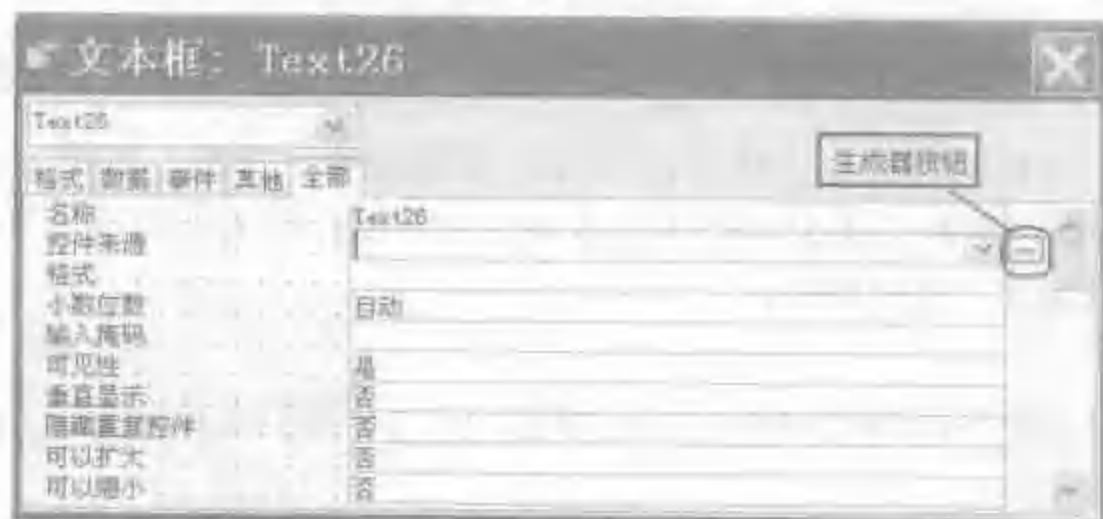 文本框: Text26
Text26
生成器按钮
格式 数据 事件 其他 全部
名称 Text26
控件来源
格式
小数位数 自动
输入掩码
可见性 是
垂直显示 否
隐藏重复控件 否
可以扩大 否
可以缩小 否